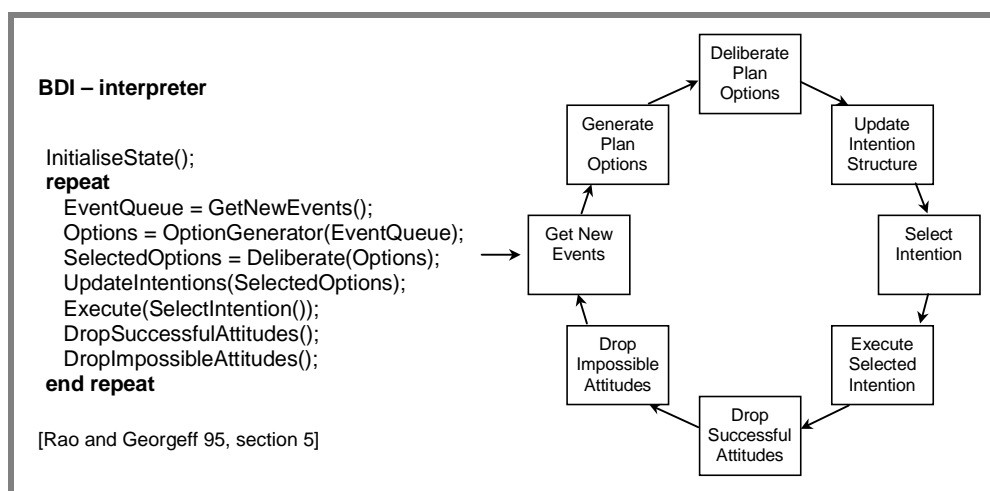 BDI – interpreter
InitialiseState();
repeat
EventQueue = GetNewEvents();
Options = OptionGenerator(EventQueue);
SelectedOptions = Deliberate(Options);
UpdateIntentions(SelectedOptions);
Execute(SelectIntention());
DropSuccessfulAttitudes();
DropImpossibleAttitudes();
end repeat
[Rao and Georgeff 95, section 5]
Get New
Events
Generate
Plan
Options
Deliberate
Plan
Options
Update
Intention
Structure
Select
Intention
Execute
Selected
Intention
Drop
Successful
Attitudes
Drop
Impossible
Attitudes